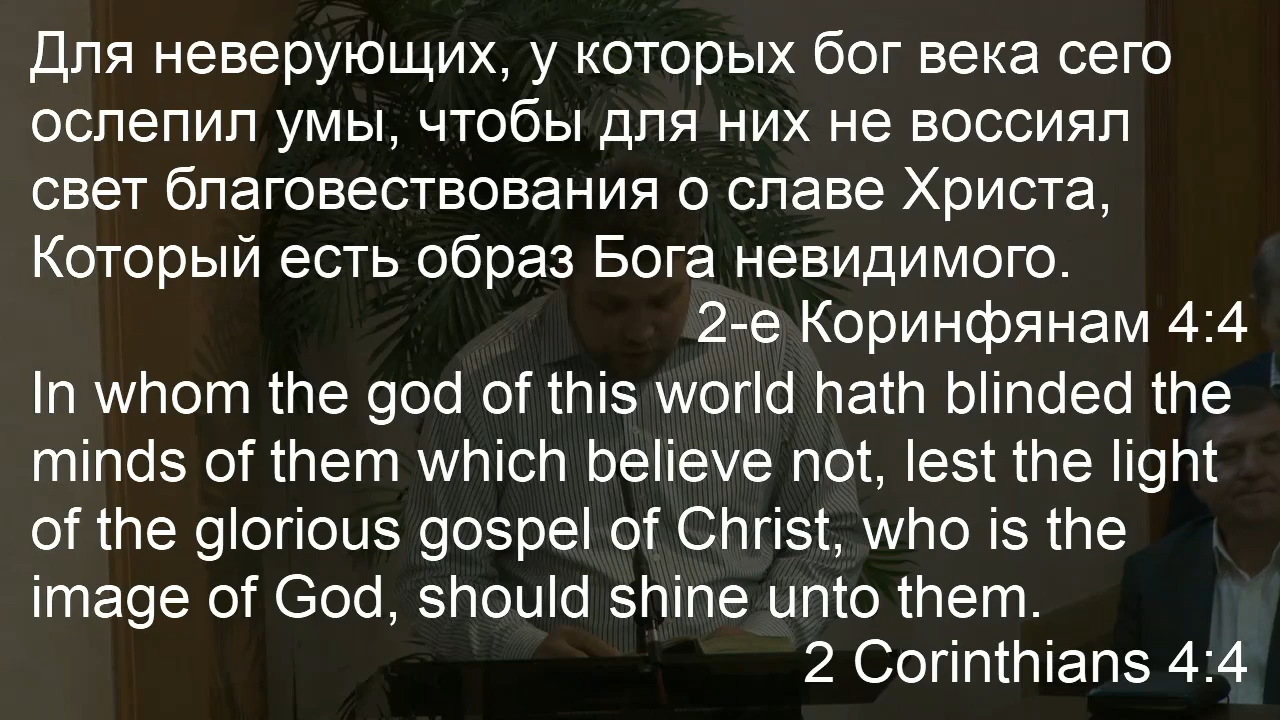 Для неверующих, у которых бог века сего
ослепил умы, чтобы для них не воссиял
свет благовествования о славе Христа,
Который есть образ Бога невидимого.
2-е Коринфянам 4:4
In whom the god of this world hath blinded the
minds of them which believe not, lest the light
of the glorious gospel of Christ, who is the
image of God, should shine unto them.
2 Corinthians 4:4